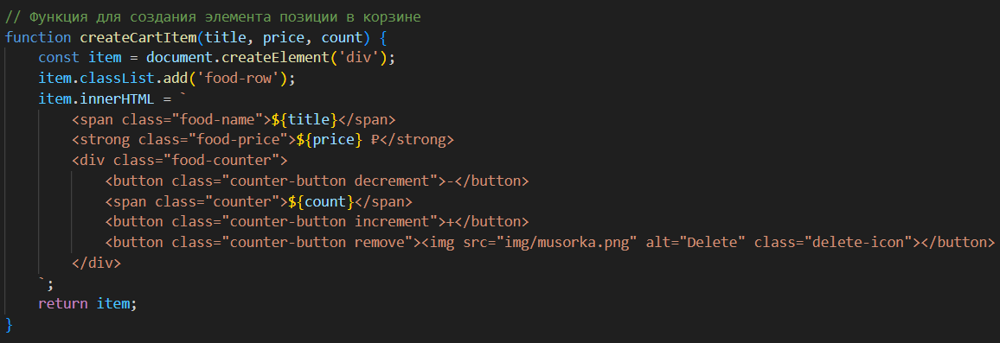 // Функция для создания элемента позиции в корзине
function createCartItem(title, price, count) {
    const item = document.createElement('div');
    item.classList.add('food-row');
    item.innerHTML = `
        <span class="food-name">${title}</span>
        <strong class="food-price">${price} ₽</strong>
        <div class="food-counter">
            <button class="counter-button decrement">-</button>
            <span class="counter">${count}</span>
            <button class="counter-button increment">+</button>
            <button class="counter-button remove"><img src="img/musorka.png" alt="Delete" class="delete-icon"></button>
        </div>
    `;
    return item;
}